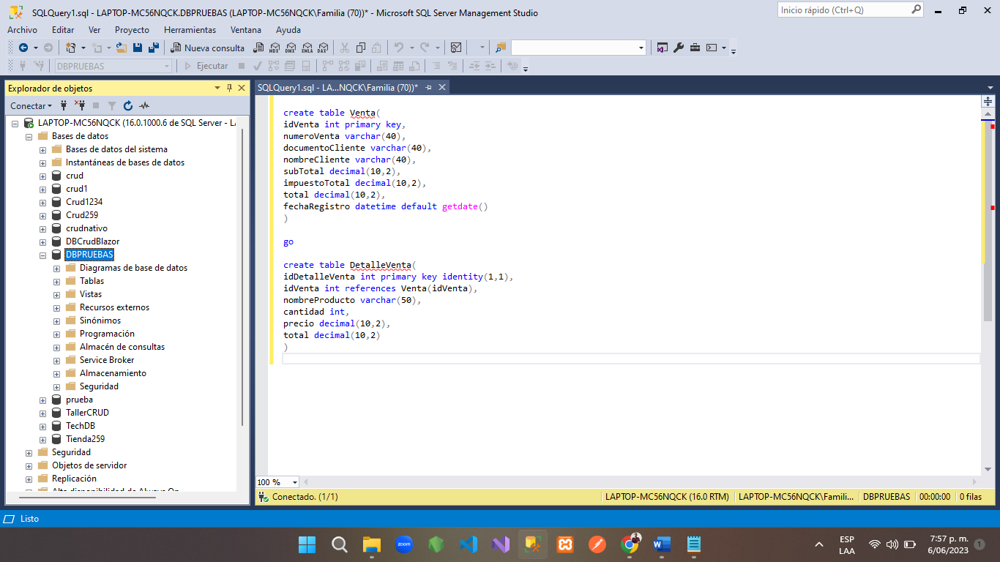 SQLQuery1.sql - LAPTOP-MC56NQCK.DBPRUEBAS (LAPTOP-MC56NQCK\Familia (70))* - Microsoft SQL Server Management Studio
Inicio rápido (Ctrl+Q)
Archivo Editar Ver Proyecto Herramientas Ventana Ayuda
Nueva consulta MDX DMX XMLA DAX
DBPRUEBAS Ejecutar
Explorador de objetos
Conectar
LAPTOP-MC56NQCK (16.0.1000.6 de SQL Server - LA
Bases de datos
Bases de datos del sistema
Instantáneas de bases de datos
crud
crud1
Crud1234
Crud259
crudnativo
DBCrudBlazor
DBPRUEBAS
Diagramas de base de datos
Tablas
Vistas
Recursos externos
Sinónimos
Programación
Almacén de consultas
Service Broker
Almacenamiento
Seguridad
prueba
TallerCRUD
TechDB
Tienda259
Seguridad
Objetos de servidor
Replicación
Alta disponibilidad de Always On
SQLQuery1.sql - LA...NQCK\Familia (70))*
create table Venta(
idVenta int primary key,
numeroVenta varchar(40),
documentoCliente varchar(40),
nombreCliente varchar(40),
subTotal decimal(10,2),
impuestoTotal decimal(10,2),
total decimal(10,2),
fechaRegistro datetime default getdate()
)
go
create table DetalleVenta(
idDetalleVenta int primary key identity(1,1),
idVenta int references Venta(idVenta),
nombreProducto varchar(50),
cantidad int,
precio decimal(10,2),
total decimal(10,2)
)
100 %
Conectado. (1/1)
LAPTOP-MC56NQCK (16.0 RTM) LAPTOP-MC56NQCK\Famili... DBPRUEBAS 00:00:00 0 filas
Listo
zoom
ESP
LAA
7:57 p. m.
6/06/2023
1